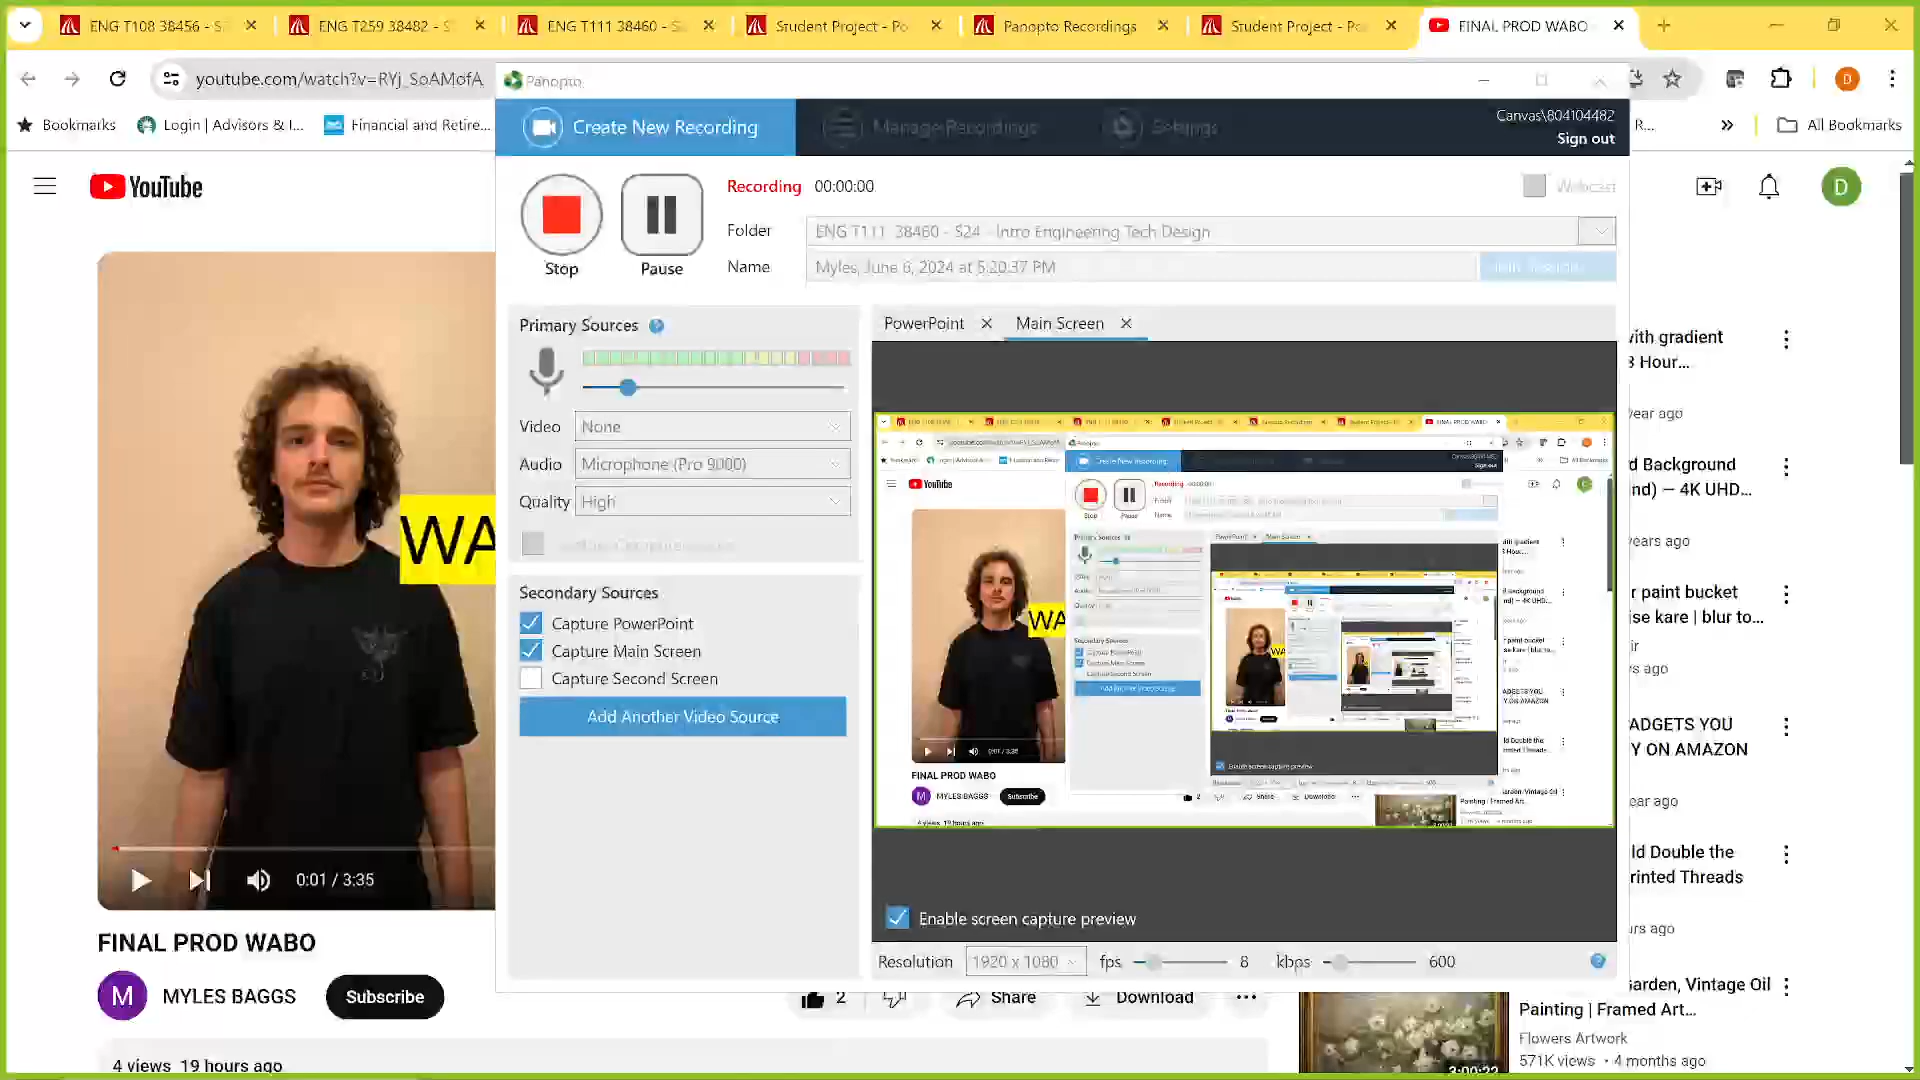 ENG T108 38456 - S
ENG T259 38482 - S
ENG T111 38460 - S
Student Project - Po
Panopto Recordings
Student Project - Po
FINAL PROD WABO
youtube.com/watch?v=RYj_SoAMofA
Bookmarks
Login | Advisors & I...
Financial and Retire...
R...
All Bookmarks
YouTube
D
Panopto
Create New Recording
Manage Recordings
Settings
Canvas\804104482
Sign out
Stop
Pause
Recording 00:00:00
Webcast
Folder
ENG T111 38460 - S24 - Intro Engineering Tech Design
Name
Myles, June 6, 2024 at 5:20:37 PM
Primary Sources
Video None
Audio Microphone (Pro 9000)
Quality High
Secondary Sources
Capture PowerPoint
Capture Main Screen
Capture Second Screen
Add Another Video Source
PowerPoint
Main Screen
Enable screen capture preview
Resolution 1920 x 1080 fps 8 kbps 600
WA
0:01 / 3:35
FINAL PROD WABO
M MYLES BAGGS Subscribe
2
Share
Download
4 views 19 hours ago
with gradient
3 Hour...
year ago
d Background
nd) — 4K UHD...
years ago
r paint bucket
ise kare | blur to...
ir
rs ago
ADGETS YOU
Y ON AMAZON
ear ago
ld Double the
rinted Threads
urs ago
Garden, Vintage Oil
Painting | Framed Art...
Flowers Artwork
571K views • 4 months ago
3:00:22